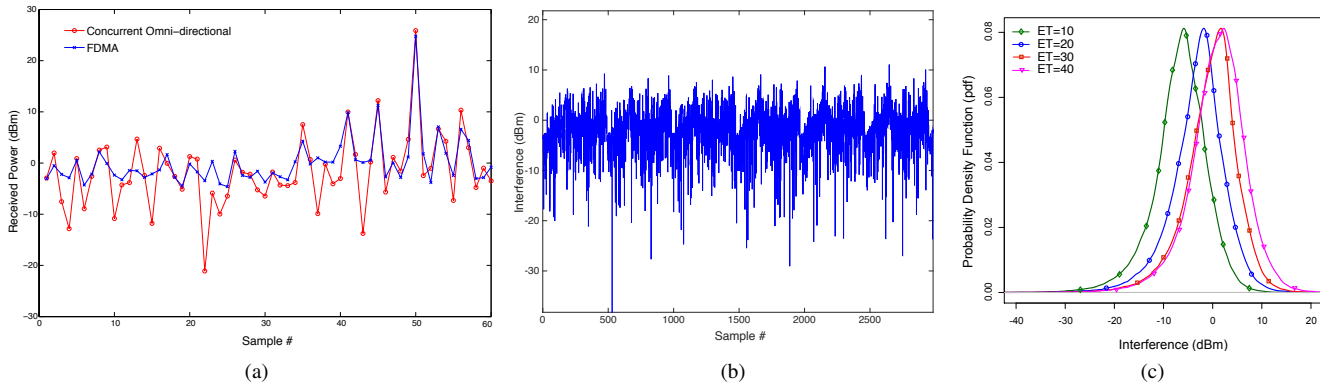 Received Power (dBm)
30
20
10
0
-10
-20
-30
0
10
20
30
40
50
60
Sample #
Concurrent Omni-directional
FDMA
(a)
Interference (dBm)
20
10
0
-10
-20
-30
0
500
1000
1500
2000
2500
Sample #
(b)
Probability Density Function (pdf)
0.08
0.06
0.04
0.02
0.00
ET=10
ET=20
ET=30
ET=40
-40
-30
-20
-10
0
10
20
Interference (dBm)
(c)